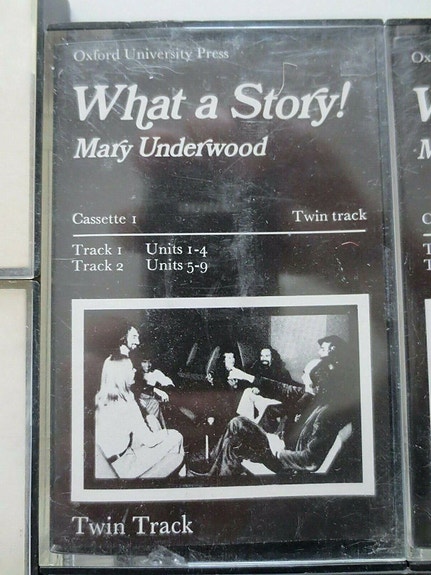 Oxford University Press
What a Story!
Mary Underwood
Cassette 1 Twin track
Track 1 Units 1-4
Track 2 Units 5-9
Twin Track